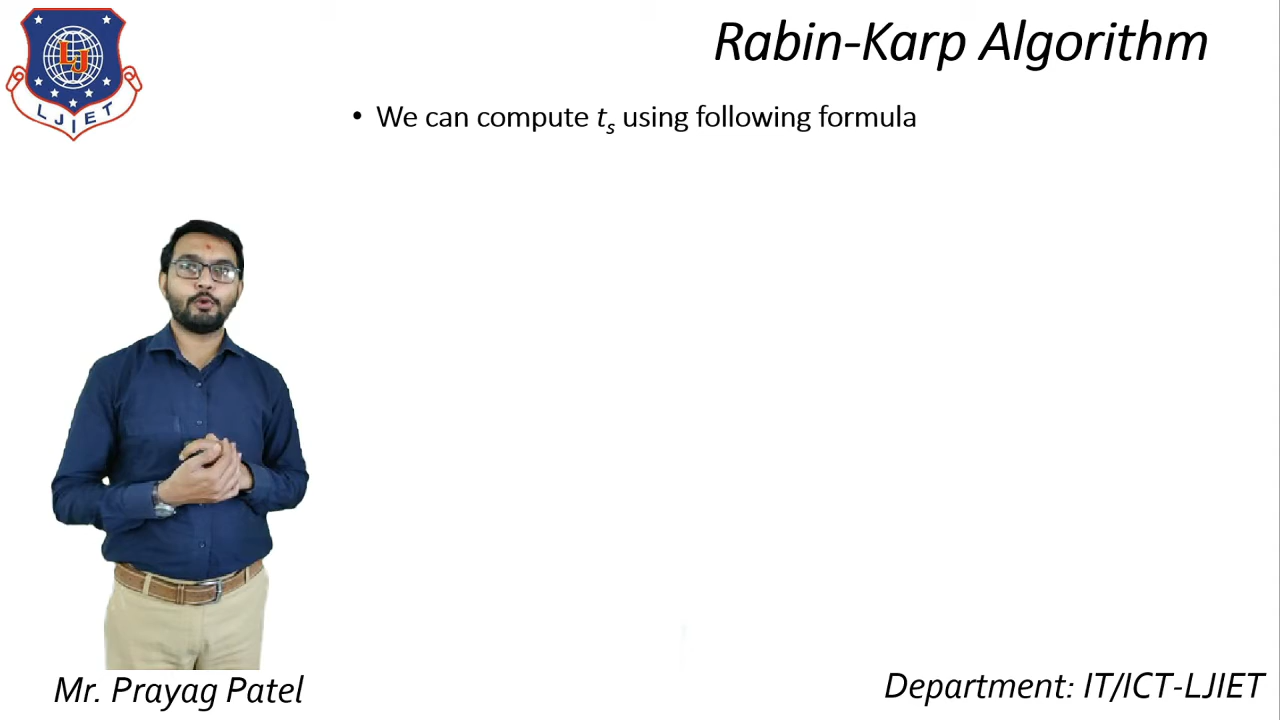 LJ
LJIET
Rabin-Karp Algorithm
• We can compute tₛ using following formula
Mr. Prayag Patel
Department: IT/ICT-LJIET